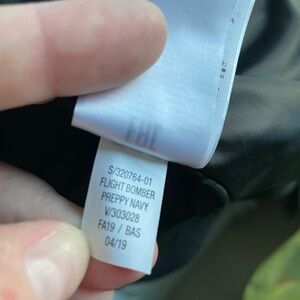 S/320764-01
FLIGHT BOMBER
PREPPY NAVY
V/303028
FA19 / BAS
04/19